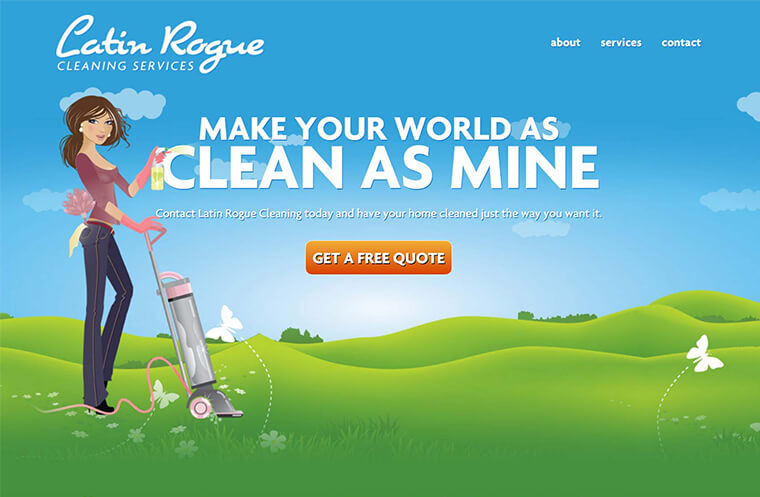 Latin Rogue
CLEANING SERVICES
about services contact
MAKE YOUR WORLD AS
CLEAN AS MINE
Contact Latin Rogue Cleaning today and have your home cleaned just the way you want it.
GET A FREE QUOTE